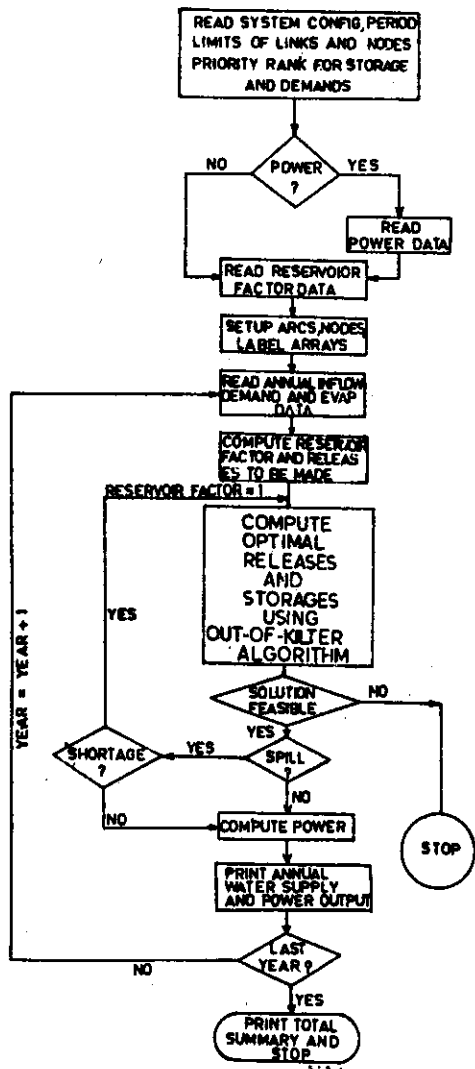 READ SYSTEM CONFIG, PERIOD
LIMITS OF LINKS AND NODES
PRIORITY RANK FOR STORAGE
AND DEMANDS
NO
POWER
?
YES
READ
POWER DATA
READ RESERVOIOR
FACTOR DATA
SETUP ARCS, NODES
LABEL ARRAYS
READ ANNUAL INFLOW
DEMAND AND EVAP
DATA
COMPUTE RESERVOIR
FACTOR AND RELEAS
ES TO BE MADE
RESERVOIR FACTOR = 1
COMPUTE
OPTIMAL
RELEASES
AND
STORAGES
USING
OUT-OF-KILTER
ALGORITHM
YEAR = YEAR + 1
YES
SOLUTION
FEASIBLE
NO
YES
SHORTAGE
?
YES
SPILL
?
NO
NO
COMPUTE POWER
STOP
PRINT ANNUAL
WATER SUPPLY
AND POWER OUTPUT
LAST
YEAR ?
NO
YES
PRINT TOTAL
SUMMARY AND
STOP